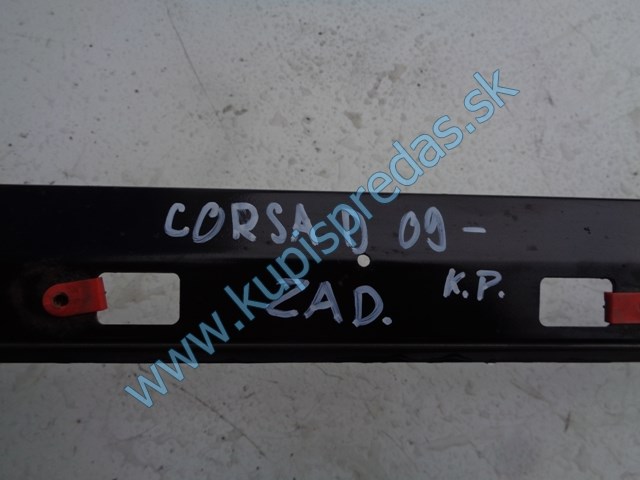 CORSA D 09-
ZAD.
K.P.
www.kupispredas.sk